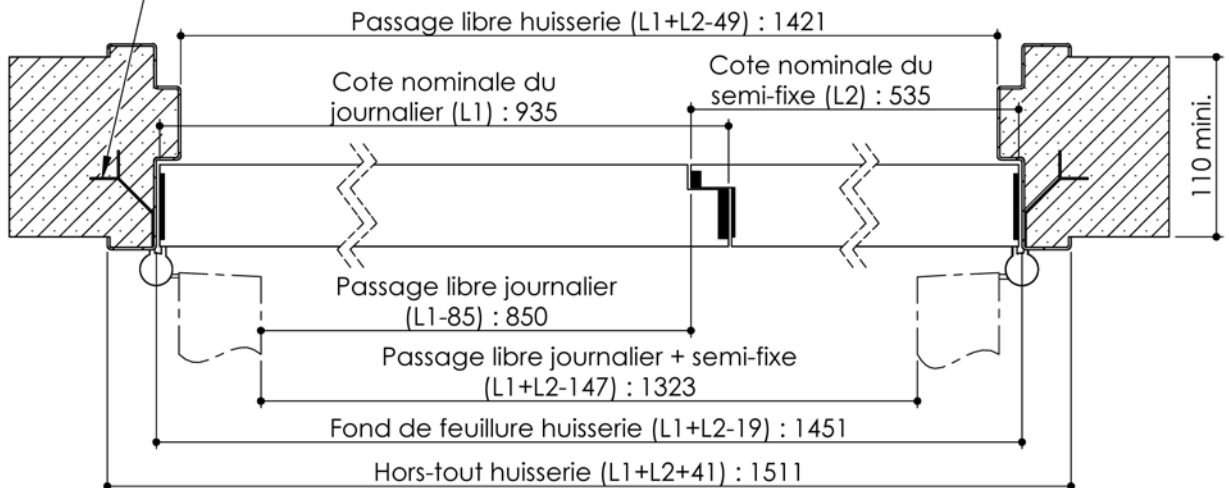 Passage libre huisserie (L1+L2-49) : 1421
Cote nominale du
journalier (L1) : 935
Cote nominale du
semi-fixe (L2) : 535
110 mini.
Passage libre journalier
(L1-85) : 850
Passage libre journalier + semi-fixe
(L1+L2-147) : 1323
Fond de feuillure huisserie (L1+L2-19) : 1451
Hors-tout huisserie (L1+L2+41) : 1511